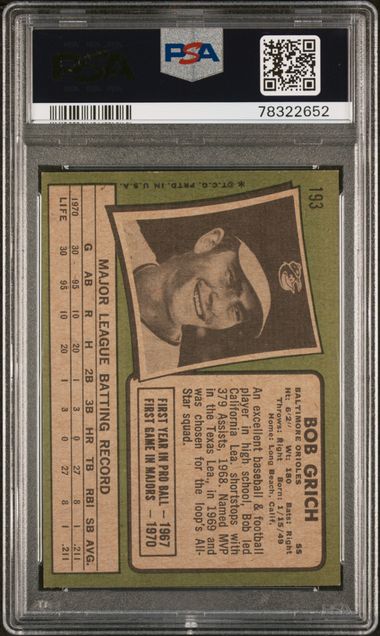 PSA
PSA
78322652
193
BOB GRICH
SS
BALTIMORE ORIOLES
Ht: 6'2" Wt: 180 Bats: Right
Throws: Right Born: 1/15/49
Home: Long Beach, Calif.
An excellent baseball & football
player in high school, Bob led
California Lea. shortstops with
379 Assists, 1968. Named MVP
in the Texas Lea. in 1969 and
was chosen for the loop's All-
Star squad.
FIRST YEAR IN PRO BALL — 1967
FIRST GAME IN MAJORS — 1970
*©T.C.G. PRTD. IN U.S.A.
MAJOR LEAGUE BATTING RECORD
G AB R H 2B 3B HR TB RBI SB AVG.
1970 30 95 10 20 1 3 0 27 8 1 .211
LIFE 30 95 10 20 1 3 0 27 8 1 .211